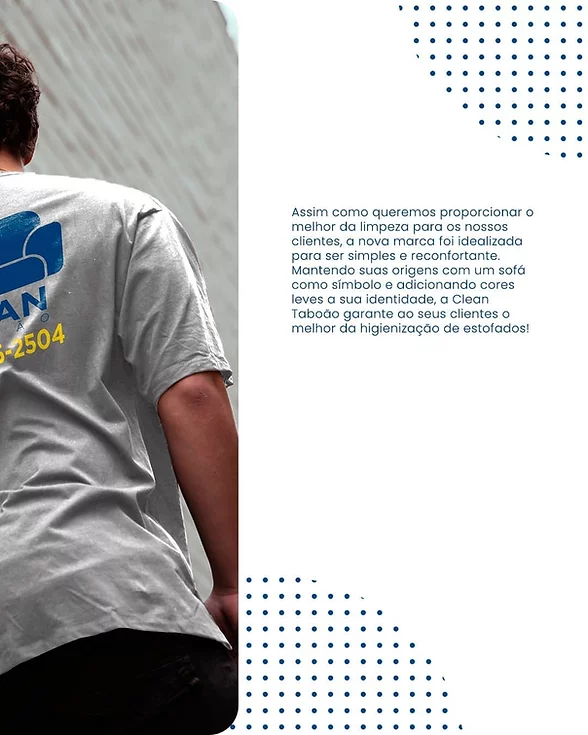 AN
A O
6-2504
Assim como queremos proporcionar o
melhor da limpeza para os nossos
clientes, a nova marca foi idealizada
para ser simples e reconfortante.
Mantendo suas origens com um sofá
como símbolo e adicionando cores
leves a sua identidade, a Clean
Taboão garante ao seus clientes o
melhor da higienização de estofados!